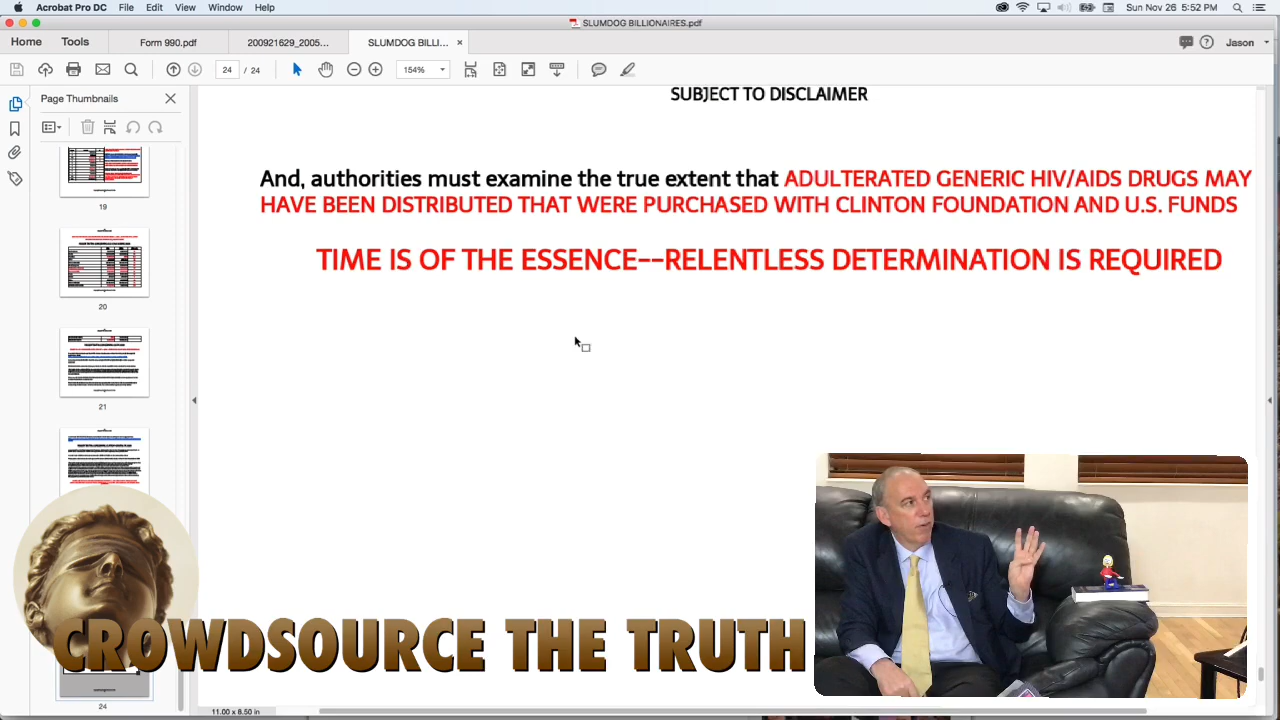 Acrobat Pro DC File Edit View Window Help Sun Nov 26 5:52 PM
SLUMDOG BILLIONAIRES.pdf
Home Tools Form 990.pdf 200921629_2005... SLUMDOG BILLI... × Jason
24 / 24 154%
Page Thumbnails
19
20
21
24
SUBJECT TO DISCLAIMER
And, authorities must examine the true extent that ADULTERATED GENERIC HIV/AIDS DRUGS MAY
HAVE BEEN DISTRIBUTED THAT WERE PURCHASED WITH CLINTON FOUNDATION AND U.S. FUNDS
TIME IS OF THE ESSENCE--RELENTLESS DETERMINATION IS REQUIRED
CROWDSOURCE THE TRUTH
11.00 x 8.50 in